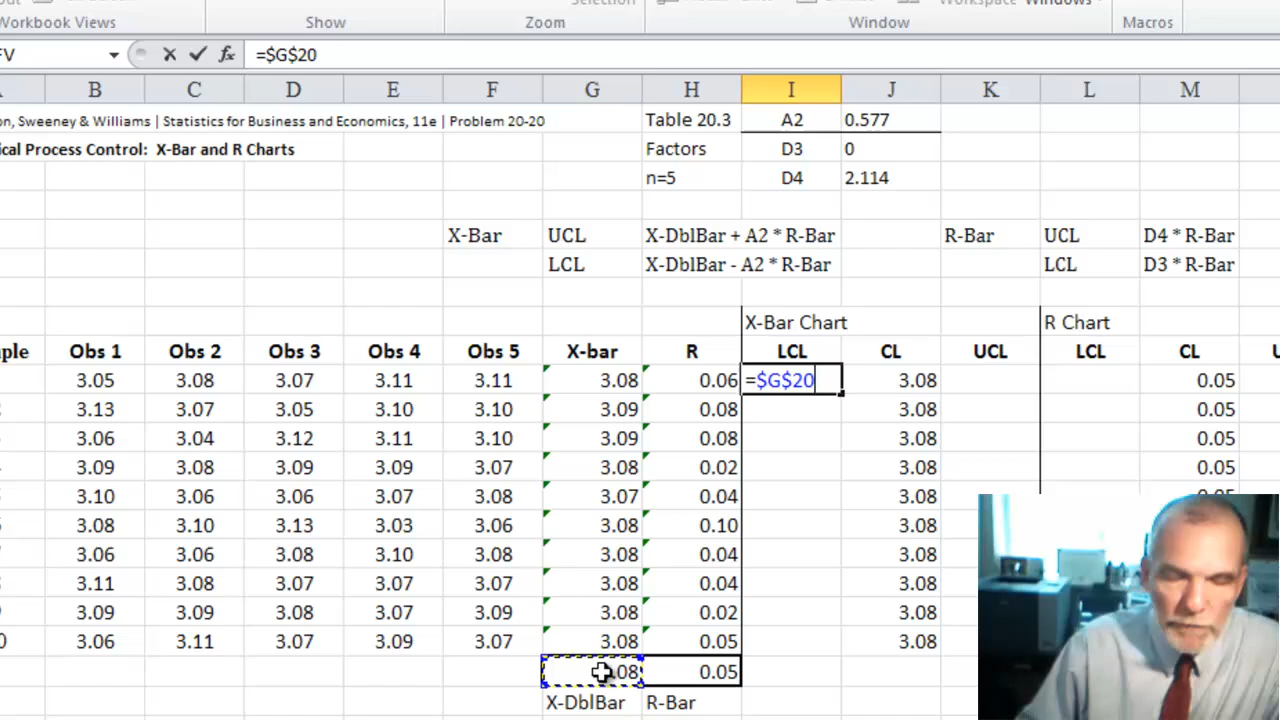 Workbook Views Show Zoom Window Macros
=$G$20
B C D E F G H I J K L M
on, Sweeney & Williams | Statistics for Business and Economics, 11e | Problem 20-20 Table 20.3 A2 0.577
ical Process Control: X-Bar and R Charts Factors D3 0
n=5 D4 2.114
X-Bar UCL X-DblBar + A2 * R-Bar R-Bar UCL D4 * R-Bar
LCL X-DblBar - A2 * R-Bar LCL D3 * R-Bar
X-Bar Chart R Chart
ple Obs 1 Obs 2 Obs 3 Obs 4 Obs 5 X-bar R LCL CL UCL LCL CL
3.05 3.08 3.07 3.11 3.11 3.08 0.06 =$G$20 3.08 0.05
3.13 3.07 3.05 3.10 3.10 3.09 0.08 3.08 0.05
3.06 3.04 3.12 3.11 3.10 3.09 0.08 3.08 0.05
3.09 3.08 3.09 3.09 3.07 3.08 0.02 3.08 0.05
3.10 3.06 3.06 3.07 3.08 3.07 0.04 3.08
3.08 3.10 3.13 3.03 3.06 3.08 0.10 3.08
3.06 3.06 3.08 3.10 3.08 3.08 0.04 3.08
3.11 3.08 3.07 3.07 3.07 3.08 0.04 3.08
3.09 3.09 3.08 3.07 3.09 3.08 0.02 3.08
0 3.06 3.11 3.07 3.09 3.07 3.08 0.05 3.08
.08 0.05
X-DblBar R-Bar